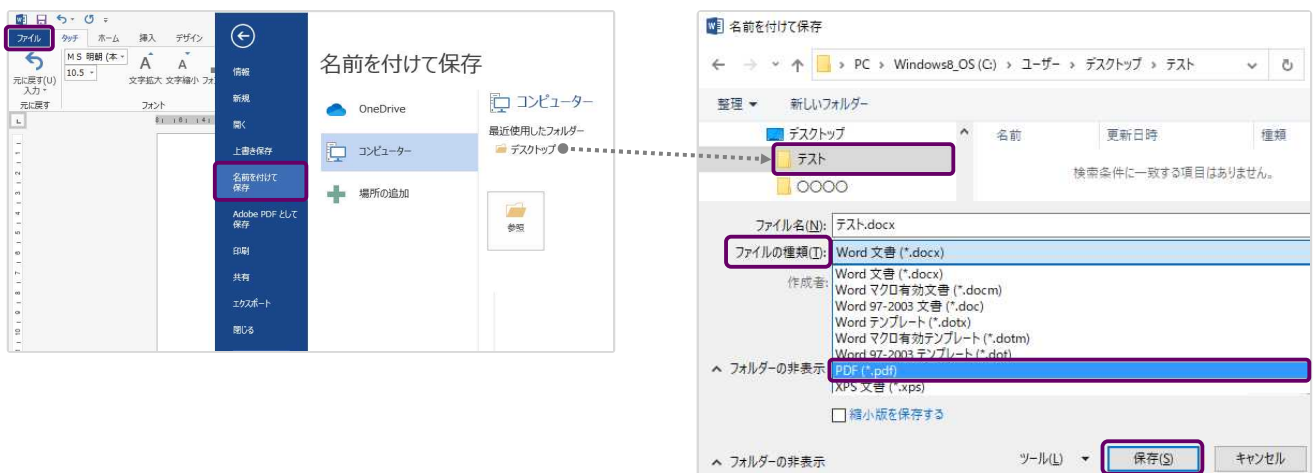 ファイル タッチ ホーム 挿入 デザイン
MS 明朝 (本
10.5
元に戻す(U) 文字拡大 文字縮小
入力
元に戻す フォント
情報
新規
開く
上書き保存
名前を付けて
保存
Adobe PDF として
保存
印刷
共有
エクスポート
閉じる
名前を付けて保存
OneDrive
コンピューター
場所の追加
コンピューター
最近使用したフォルダー
デスクトップ
参照
名前を付けて保存
PC › Windows8_OS (C:) › ユーザー › デスクトップ › テスト
整理 新しいフォルダー
デスクトップ
テスト
〇〇〇〇
名前 更新日時 種類
検索条件に一致する項目はありません。
ファイル名(N): テスト.docx
ファイルの種類(T): Word 文書 (*.docx)
作成者:
Word 文書 (*.docx)
Word マクロ有効文書 (*.docm)
Word 97-2003 文書 (*.doc)
Word テンプレート (*.dotx)
Word マクロ有効テンプレート (*.dotm)
Word 97-2003 テンプレート (*.dot)
フォルダーの非表示 PDF (*.pdf)
XPS 文書 (*.xps)
縮小版を保存する
フォルダーの非表示 ツール(L) 保存(S) キャンセル